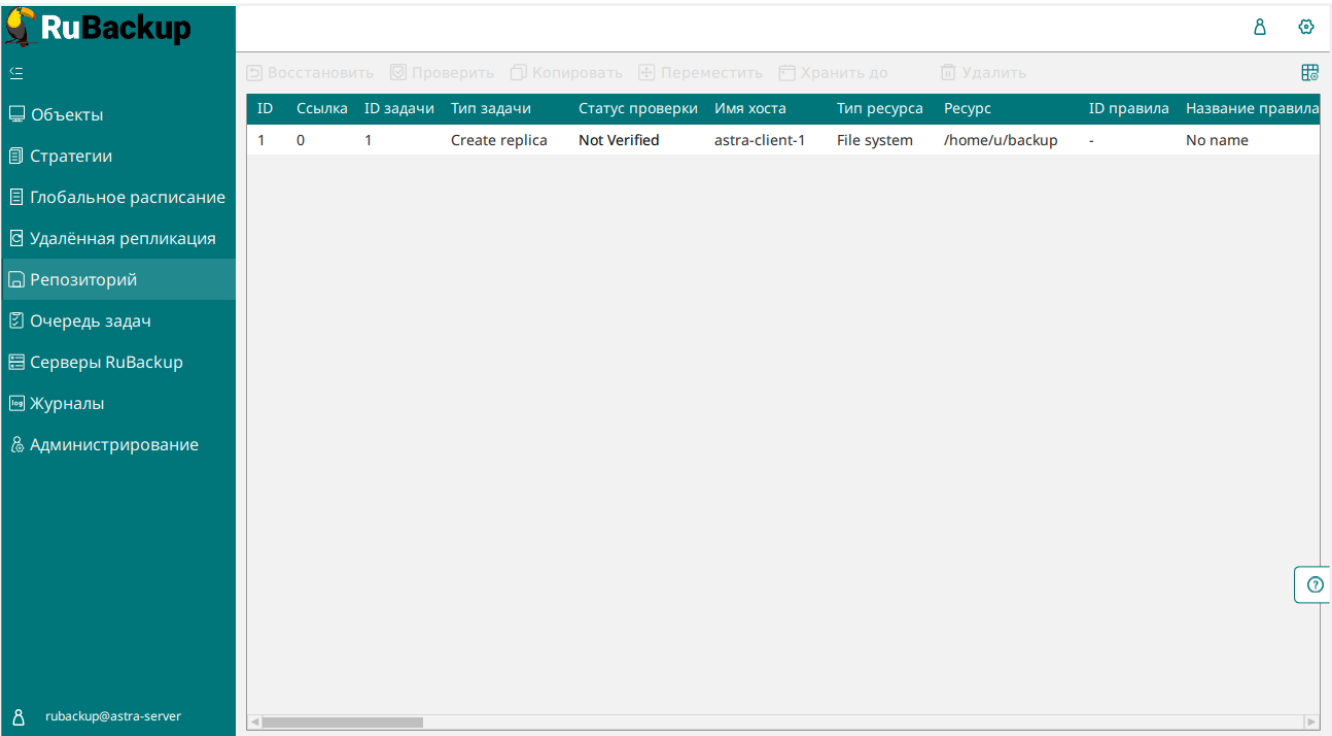 RuBackup
Восстановить Проверить Копировать Переместить Хранить до Удалить
Объекты
Стратегии
Глобальное расписание
Удалённая репликация
Репозиторий
Очередь задач
Серверы RuBackup
log Журналы
Администрирование
rubackup@astra-server
ID Ссылка ID задачи Тип задачи Статус проверки Имя хоста Тип ресурса Ресурс ID правила Название правила
1 0 1 Create replica Not Verified astra-client-1 File system /home/u/backup - No name